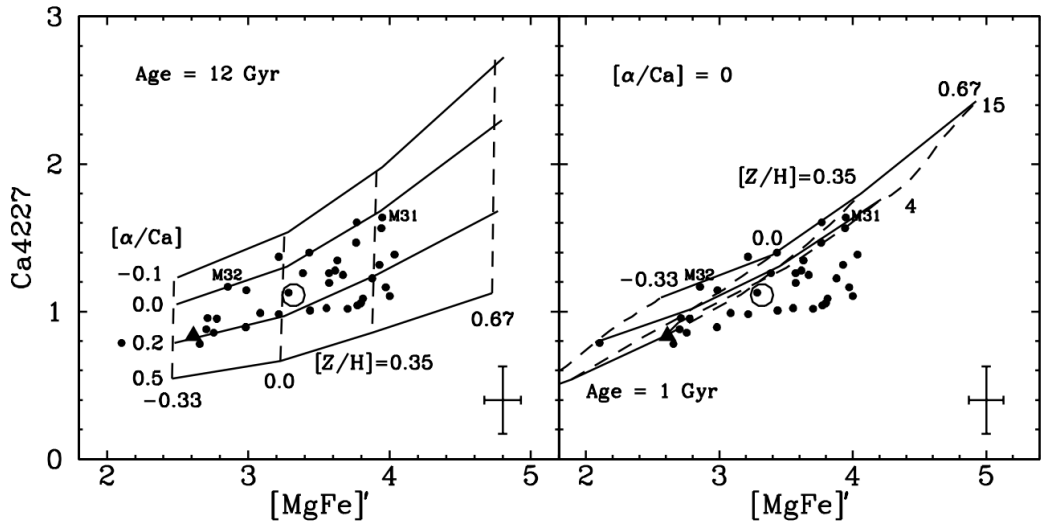 3
2
1
0
Ca4227
Age = 12 Gyr
[α/Ca]
−0.1
0.0
0.2
0.5
−0.33
0.0
[Z/H]=0.35
0.67
M32
M31
2
3
4
5
[MgFe]′
[α/Ca] = 0
0.67
15
[Z/H]=0.35
M31
4
0.0
−0.33
M32
Age = 1 Gyr
2
3
4
5
[MgFe]′